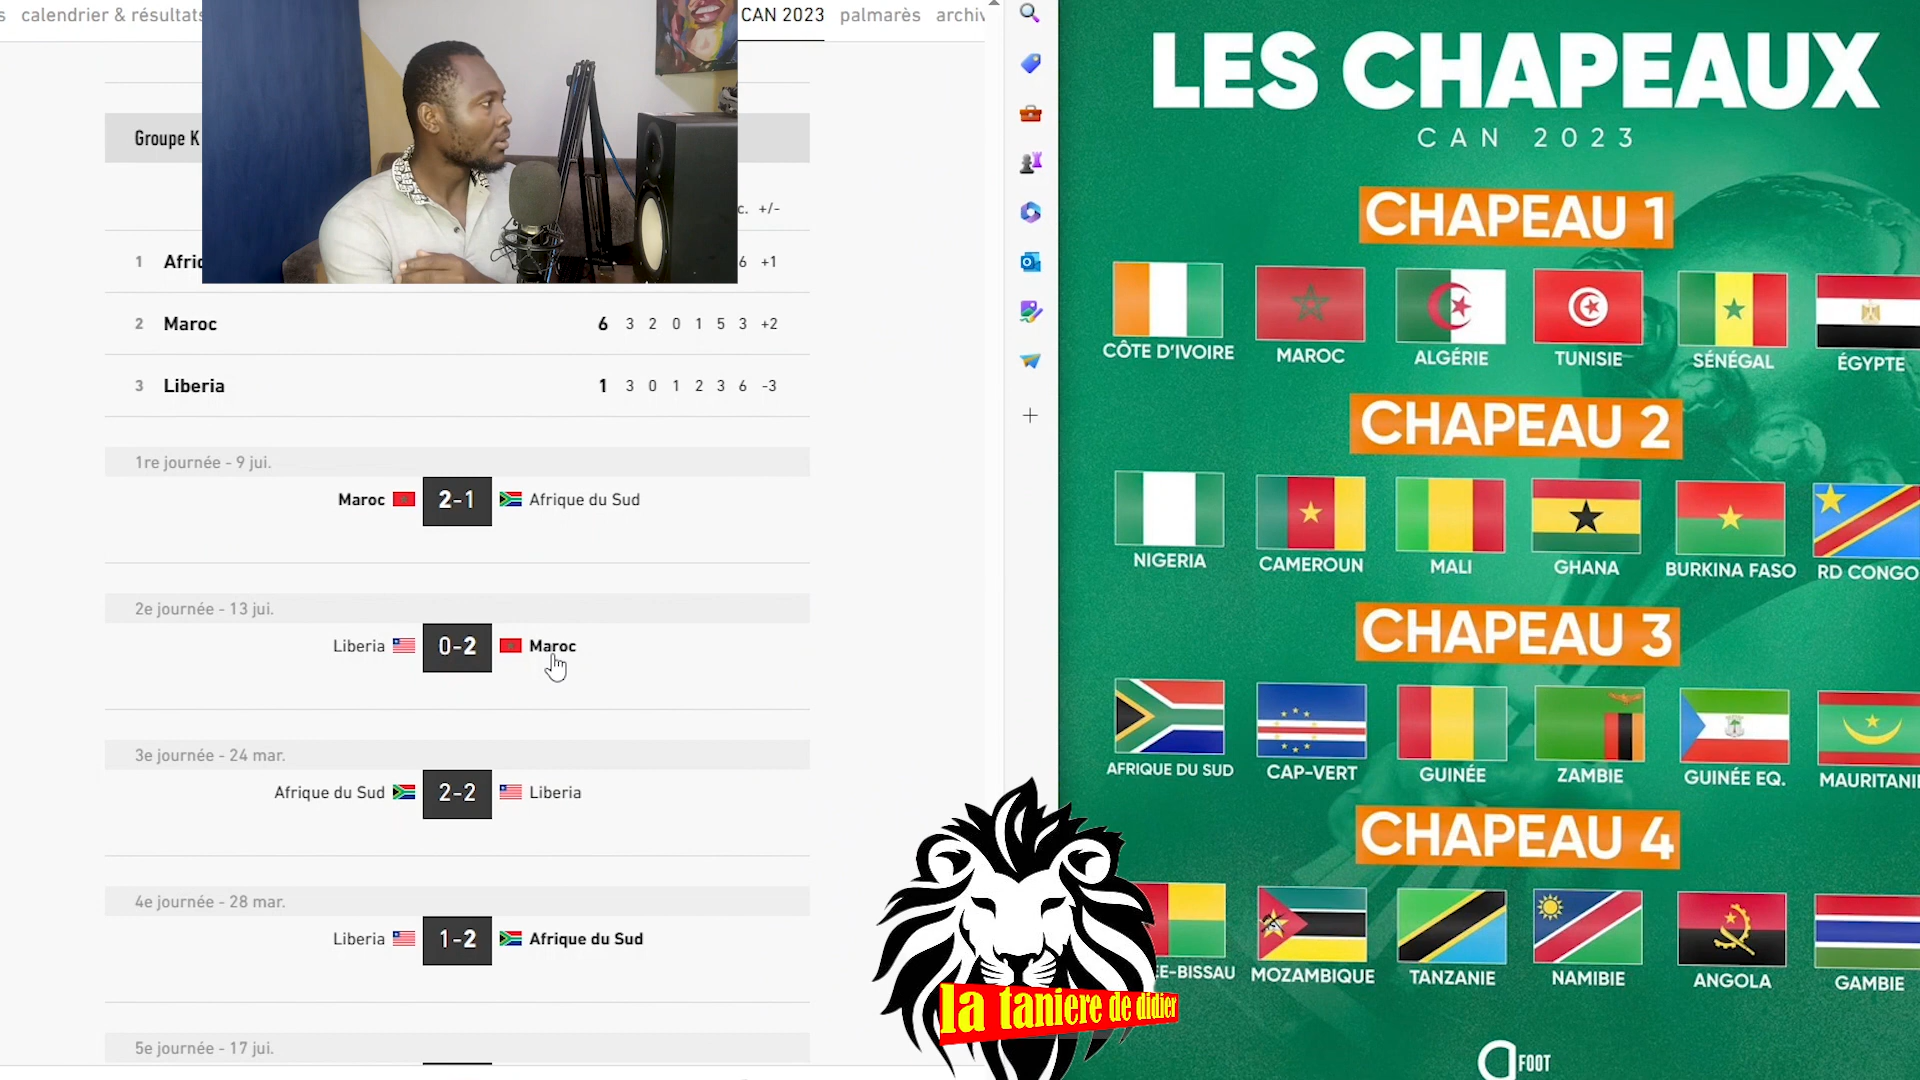 s calendrier & résultats
CAN 2023 palmarès archiv
Groupe K
c. +/-
1 Afric 6 +1
2 Maroc 6 3 2 0 1 5 3 +2
3 Liberia 1 3 0 1 2 3 6 -3
1re journée - 9 jui.
Maroc 2-1 Afrique du Sud
2e journée - 13 jui.
Liberia 0-2 Maroc
3e journée - 24 mar.
Afrique du Sud 2-2 Liberia
4e journée - 28 mar.
Liberia 1-2 Afrique du Sud
5e journée - 17 jui.
LES CHAPEAUX
CAN 2023
CHAPEAU 1
CÔTE D'IVOIRE MAROC ALGÉRIE TUNISIE SÉNÉGAL ÉGYPTE
CHAPEAU 2
NIGERIA CAMEROUN MALI GHANA BURKINA FASO RD CONGO
CHAPEAU 3
AFRIQUE DU SUD CAP-VERT GUINÉE ZAMBIE GUINÉE EQ. MAURITANI
CHAPEAU 4
E-BISSAU MOZAMBIQUE TANZANIE NAMIBIE ANGOLA GAMBIE
la taniere de didier
FOOT